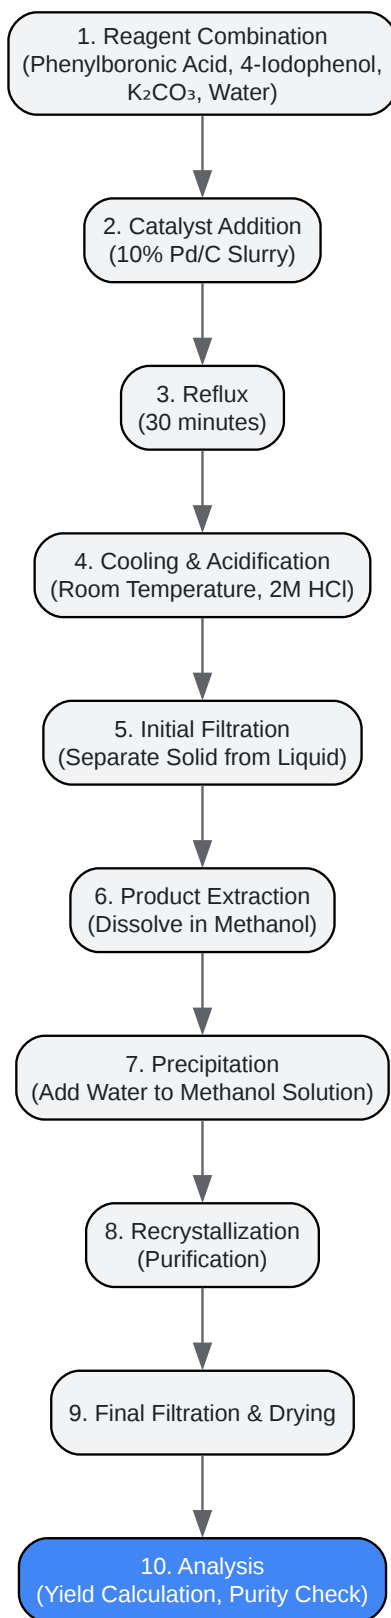 1. Reagent Combination
(Phenylboronic Acid, 4-Iodophenol,
K₂CO₃, Water)
2. Catalyst Addition
(10% Pd/C Slurry)
3. Reflux
(30 minutes)
4. Cooling & Acidification
(Room Temperature, 2M HCl)
5. Initial Filtration
(Separate Solid from Liquid)
6. Product Extraction
(Dissolve in Methanol)
7. Precipitation
(Add Water to Methanol Solution)
8. Recrystallization
(Purification)
9. Final Filtration & Drying
10. Analysis
(Yield Calculation, Purity Check)